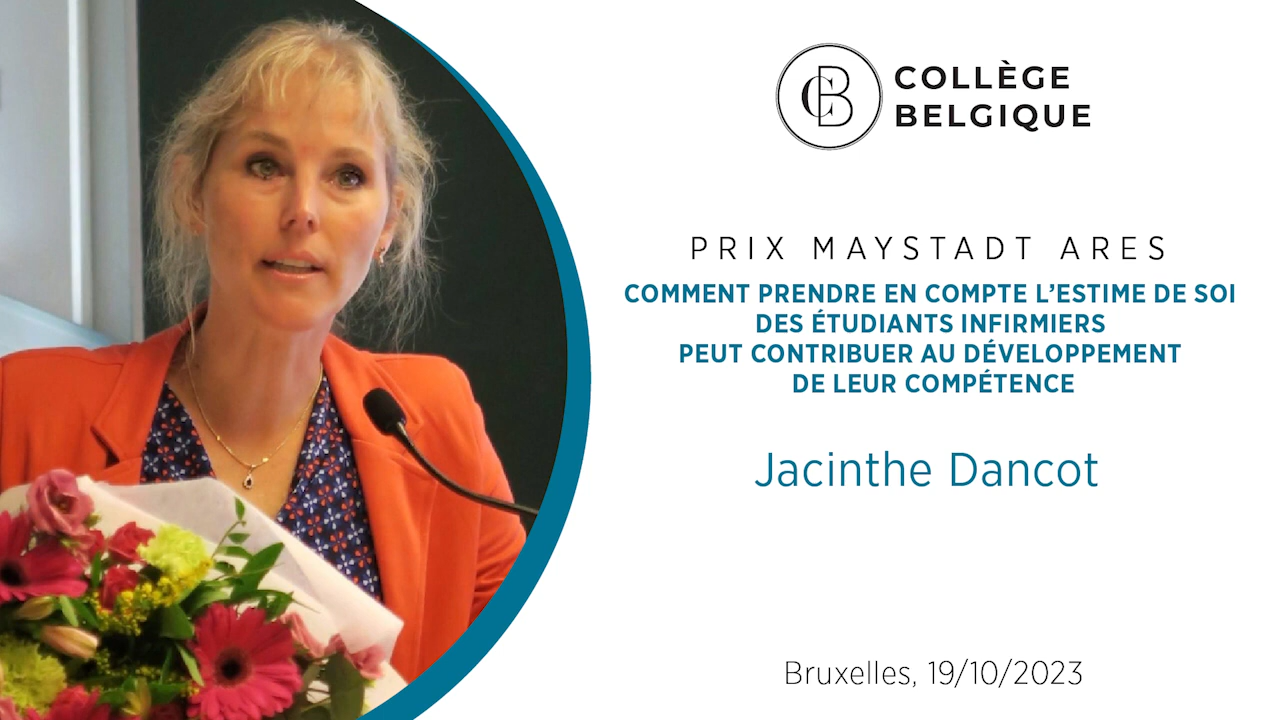 CB
COLLÈGE
BELGIQUE
PRIX MAYSTADT ARES
COMMENT PRENDRE EN COMPTE L’ESTIME DE SOI
DES ÉTUDIANTS INFIRMIERS
PEUT CONTRIBUER AU DÉVELOPPEMENT
DE LEUR COMPÉTENCE
Jacinthe Dancot
Bruxelles, 19/10/2023